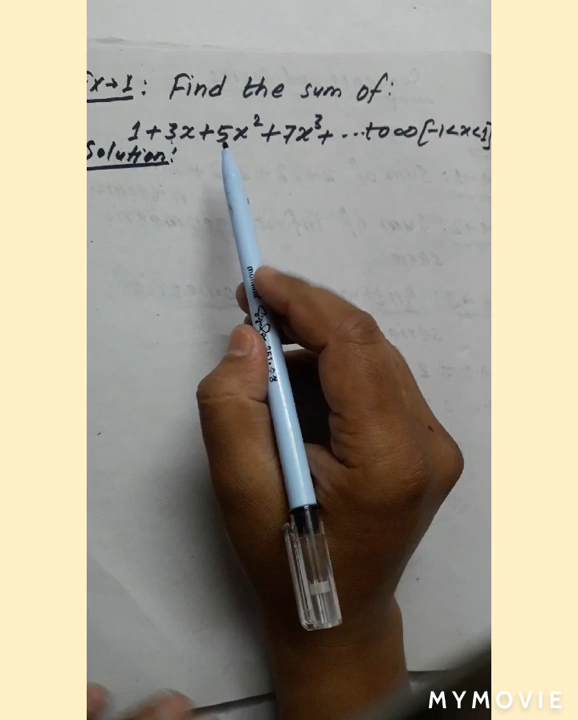 Ex→1: Find the sum of:
1+3x+5x²+7x³+...to∞[-1<x<1]
Solution:
MYMOVIE